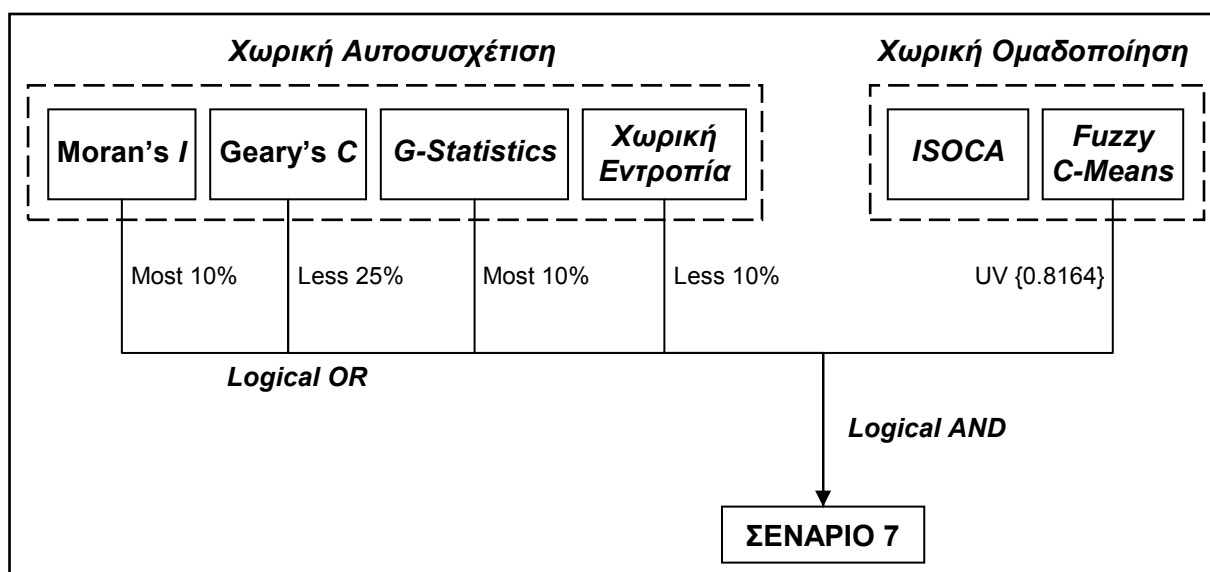 Χωρική Αυτοσυσχέτιση
Χωρική Ομαδοποίηση
Moran's I
Geary's C
G-Statistics
Χωρική
Εντροπία
ISOCA
Fuzzy
C-Means
Most 10%
Less 25%
Most 10%
Less 10%
UV {0.8164}
Logical OR
Logical AND
ΣΕΝΑΡΙΟ 7